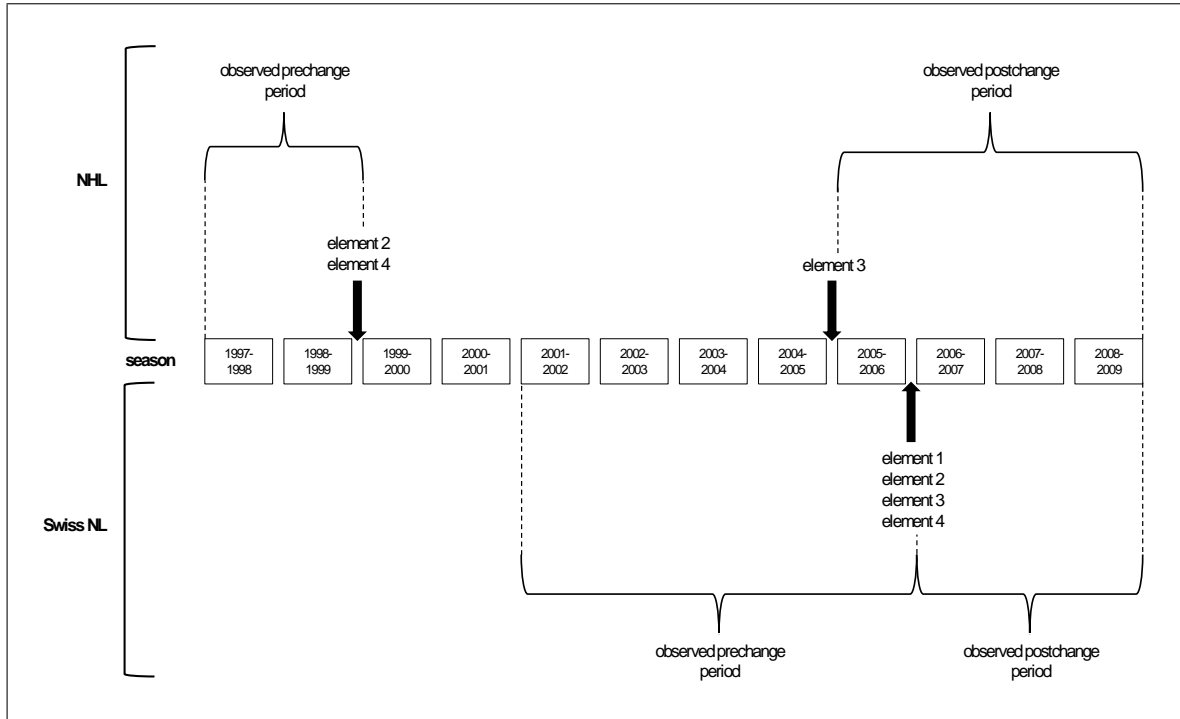 observed prechange
period
observed postchange
period
NHL
element 2
element 4
element 3
season
1997-
1998
1998-
1999
1999-
2000
2000-
2001
2001-
2002
2002-
2003
2003-
2004
2004-
2005
2005-
2006
2006-
2007
2007-
2008
2008-
2009
element 1
element 2
element 3
element 4
Swiss NL
observed prechange
period
observed postchange
period